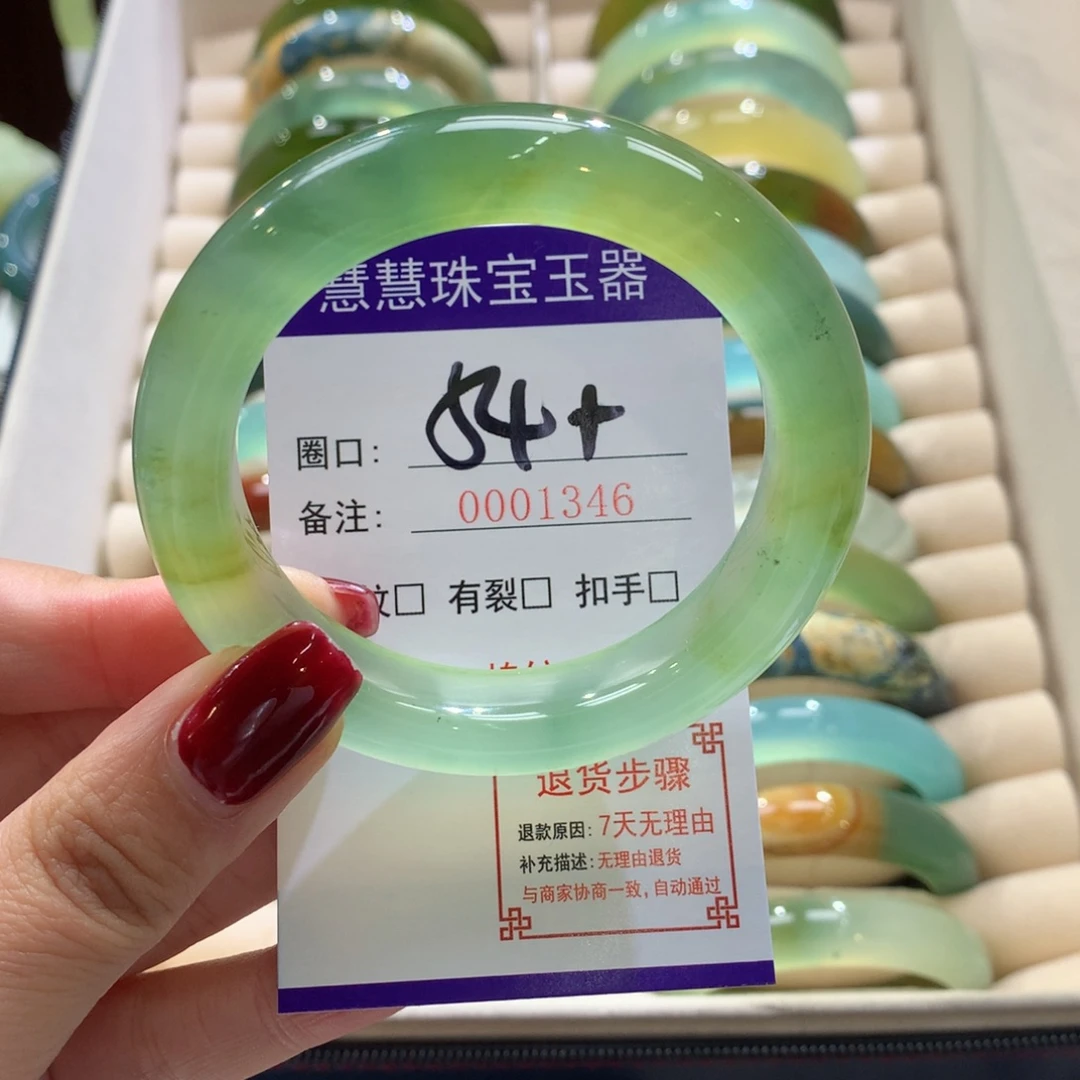 慧慧珠宝玉器
圈口: 54+
备注: 0001346
纹□ 有裂□ 扣手□
退货步骤
退款原因: 7天无理由
补充描述: 无理由退货
与商家协商一致, 自动通过